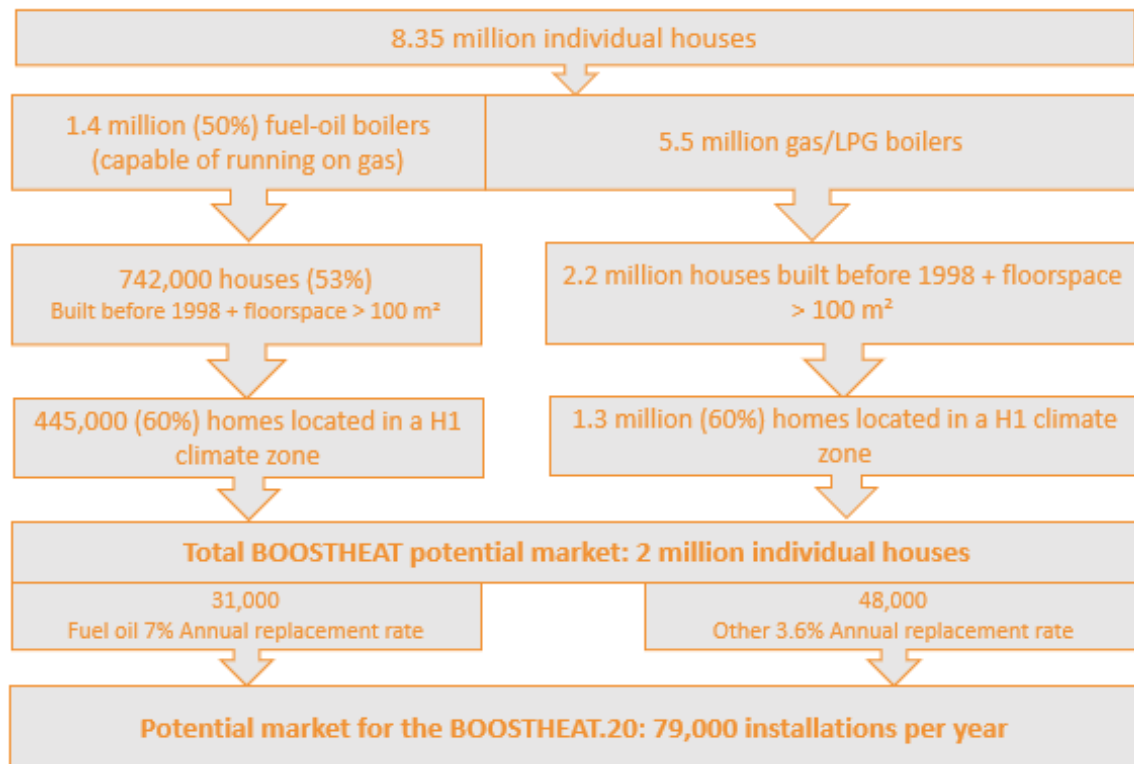 8.35 million individual houses
1.4 million (50%) fuel-oil boilers
(capable of running on gas)
5.5 million gas/LPG boilers
742,000 houses (53%)
Built before 1998 + floorspace > 100 m²
2.2 million houses built before 1998 + floorspace
> 100 m²
445,000 (60%) homes located in a H1
climate zone
1.3 million (60%) homes located in a H1 climate
zone
Total BOOSTHEAT potential market: 2 million individual houses
31,000
Fuel oil 7% Annual replacement rate
48,000
Other 3.6% Annual replacement rate
Potential market for the BOOSTHEAT.20: 79,000 installations per year